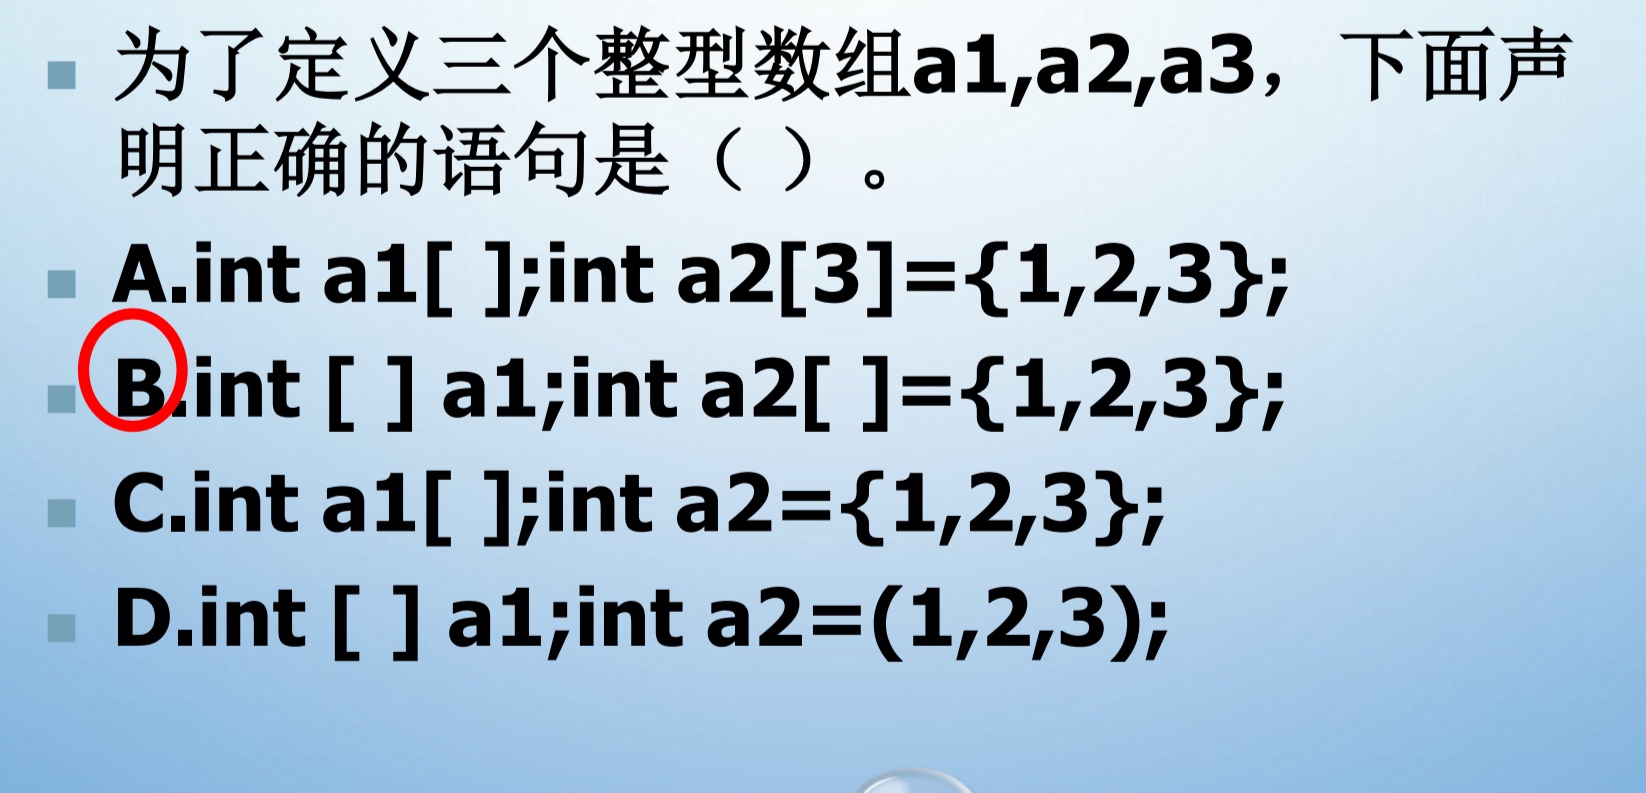 为了定义三个整型数组a1,a2,a3， 下面声
明正确的语句是（ ）。
A.int a1[ ];int a2[3]={1,2,3};
B.int [ ] a1;int a2[ ]={1,2,3};
C.int a1[ ];int a2={1,2,3};
D.int [ ] a1;int a2=(1,2,3);